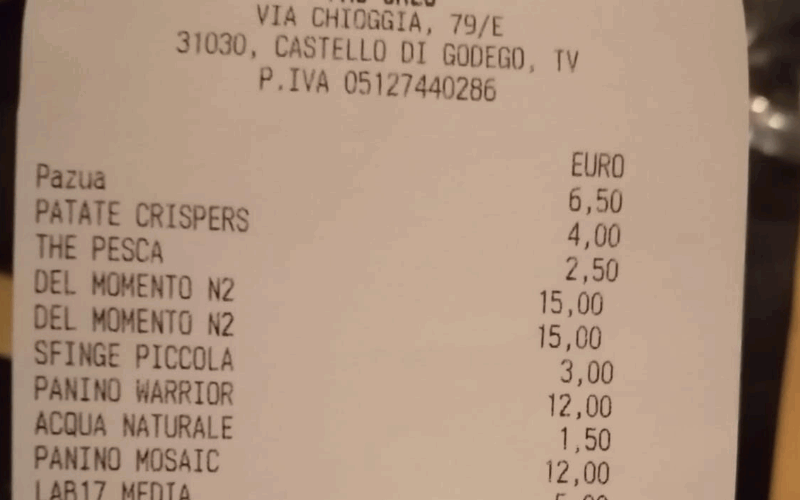 VIA CHIOGGIA, 79/E
31030, CASTELLO DI GODEGO, TV
P.IVA 05127440286
EURO
Pazua 6,50
PATATE CRISPERS 4,00
THE PESCA 2,50
DEL MOMENTO N2 15,00
DEL MOMENTO N2 15,00
SFINGE PICCOLA 3,00
PANINO WARRIOR 12,00
ACQUA NATURALE 1,50
PANINO MOSAIC 12,00
LAB17 MEDIA